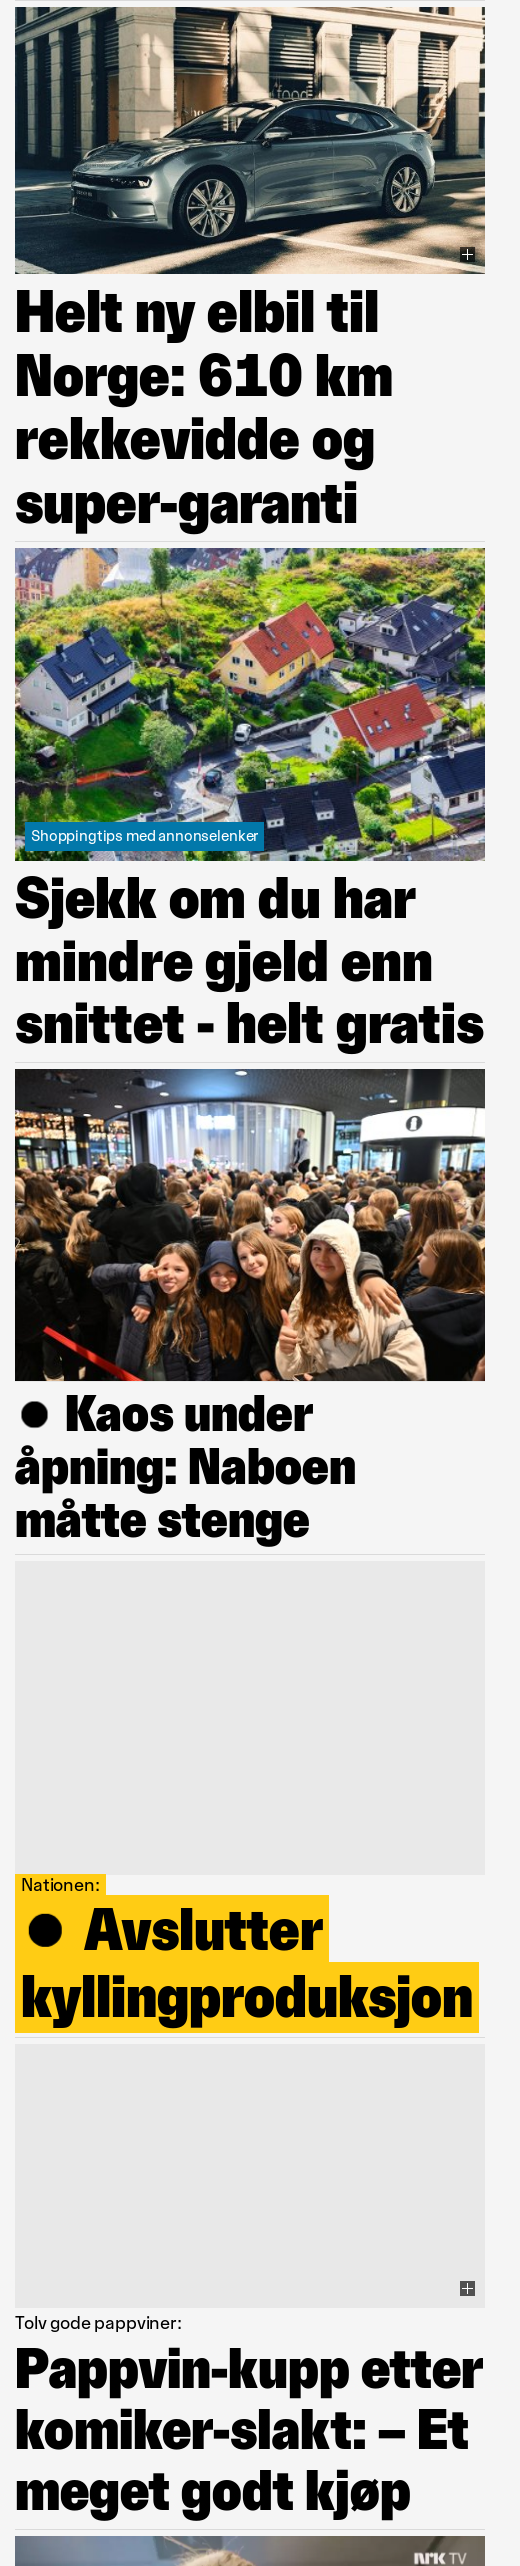 food
Helt ny elbil til
Norge: 610 km
rekkevidde og
super-garanti
Shoppingtips med annonselenker
Sjekk om du har
mindre gjeld enn
snittet - helt gratis
Kaos under
åpning: Naboen
måtte stenge
Nationen:
Avslutter
kyllingproduksjon
Tolv gode pappviner:
Pappvin-kupp etter
komiker-slakt: – Et
meget godt kjøp
NRK TV